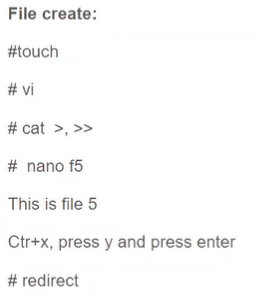 File create:
#touch
# vi
# cat  >, >>
#  nano f5
This is file 5
Ctr+x, press y and press enter
# redirect